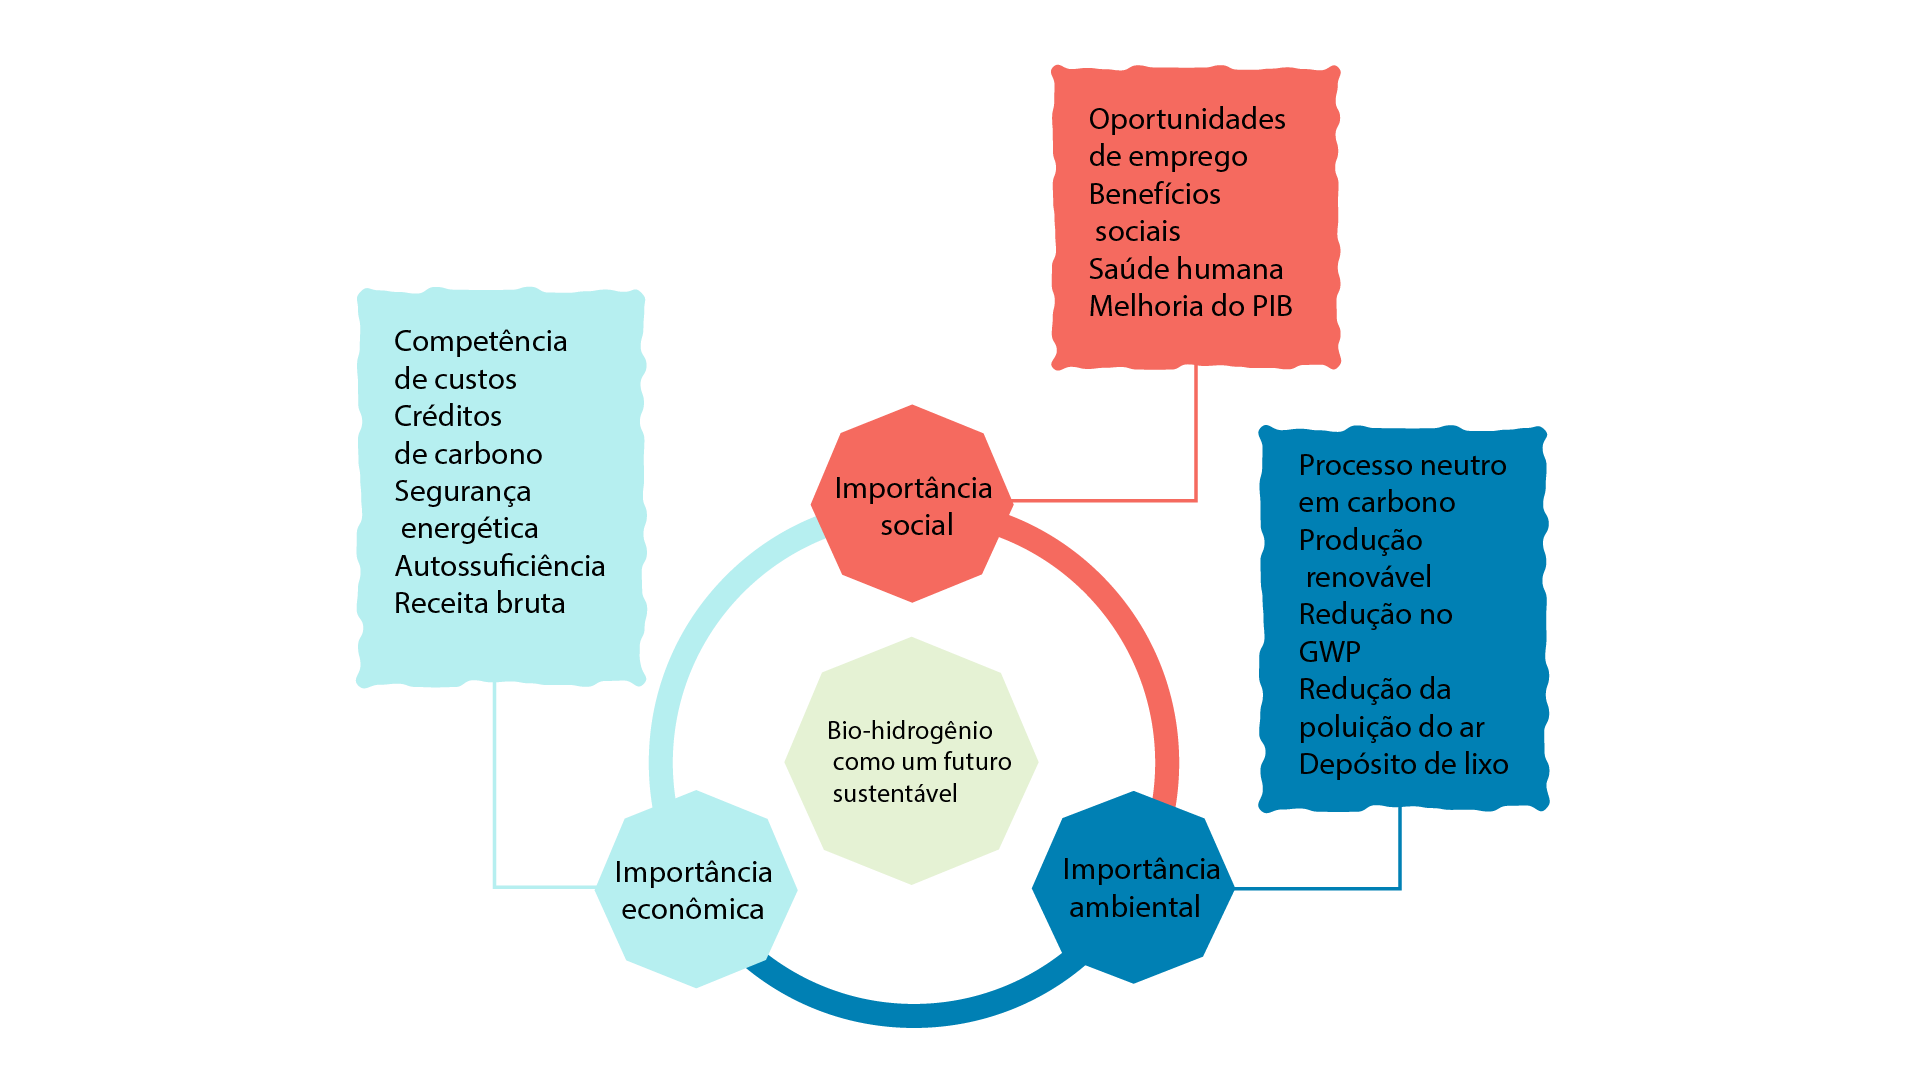 Oportunidades
de emprego
Benefícios
sociais
Saúde humana
Melhoria do PIB
Competência
de custos
Créditos
de carbono
Segurança
energética
Autossuficiência
Receita bruta
Processo neutro
em carbono
Produção
renovável
Redução no
GWP
Redução da
poluição do ar
Depósito de lixo
Importância
social
Bio-hidrogênio
como um futuro
sustentável
Importância
econômica
Importância
ambiental